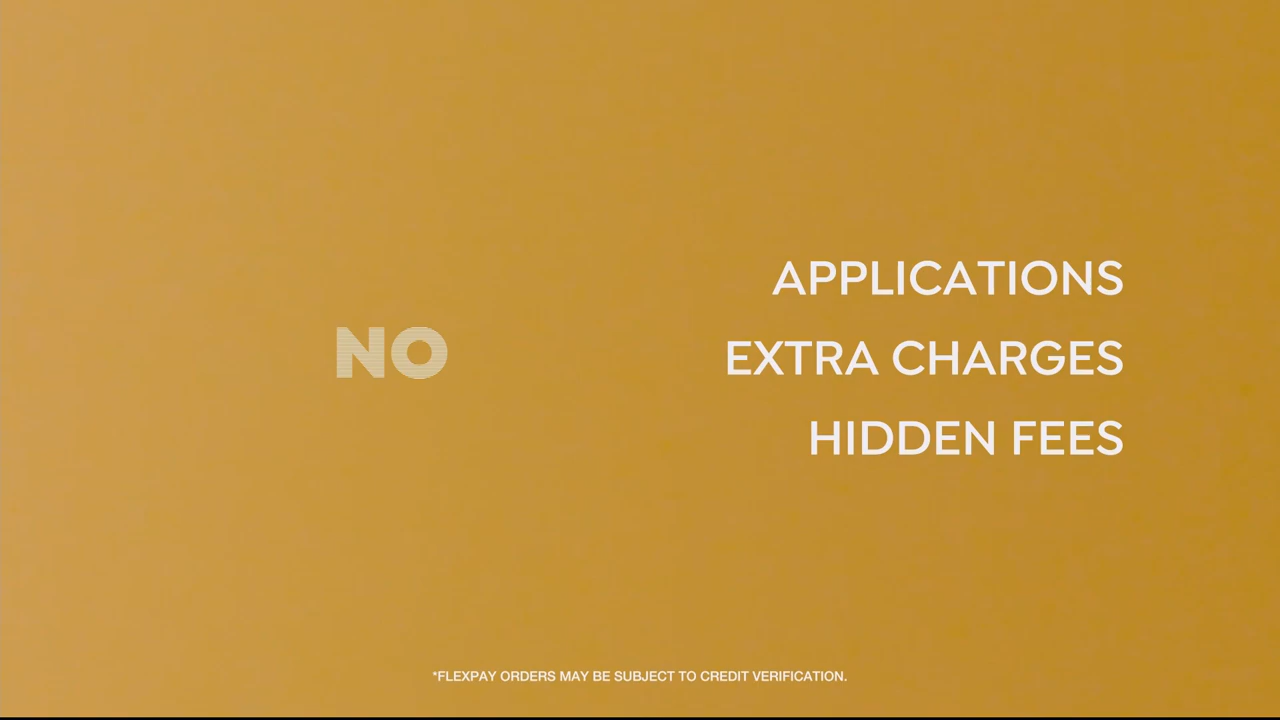 NO
APPLICATIONS
EXTRA CHARGES
HIDDEN FEES
*FLEXPAY ORDERS MAY BE SUBJECT TO CREDIT VERIFICATION.